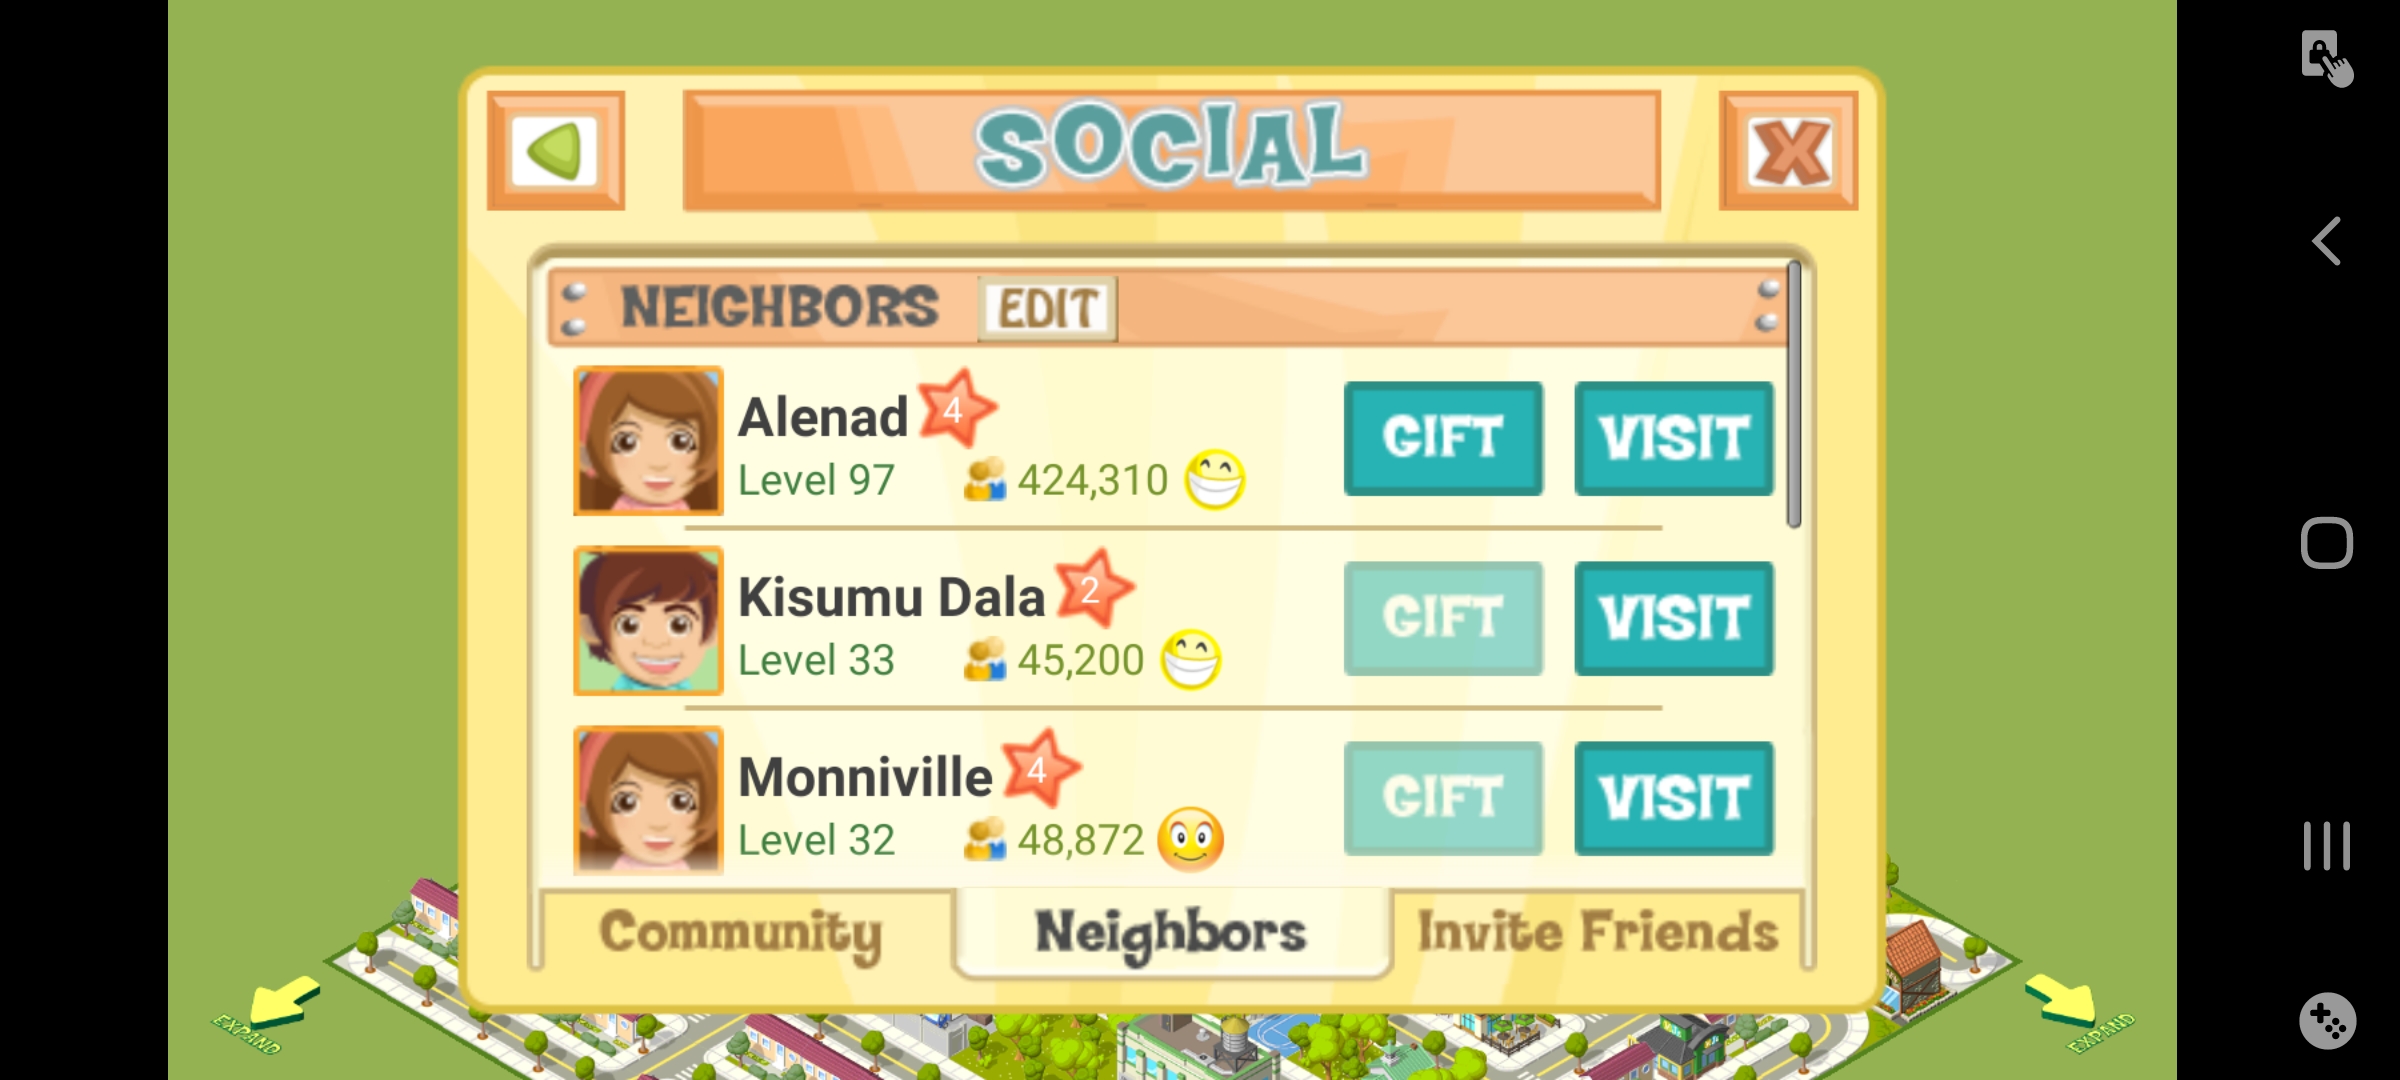 SOCIAL
NEIGHBORS EDIT
Alenad 4
Level 97 424,310
GIFT VISIT
Kisumu Dala 2
Level 33 45,200
GIFT VISIT
Monniville 4
Level 32 48,872
GIFT VISIT
Community Neighbors Invite Friends
EXPAND
EXPAND